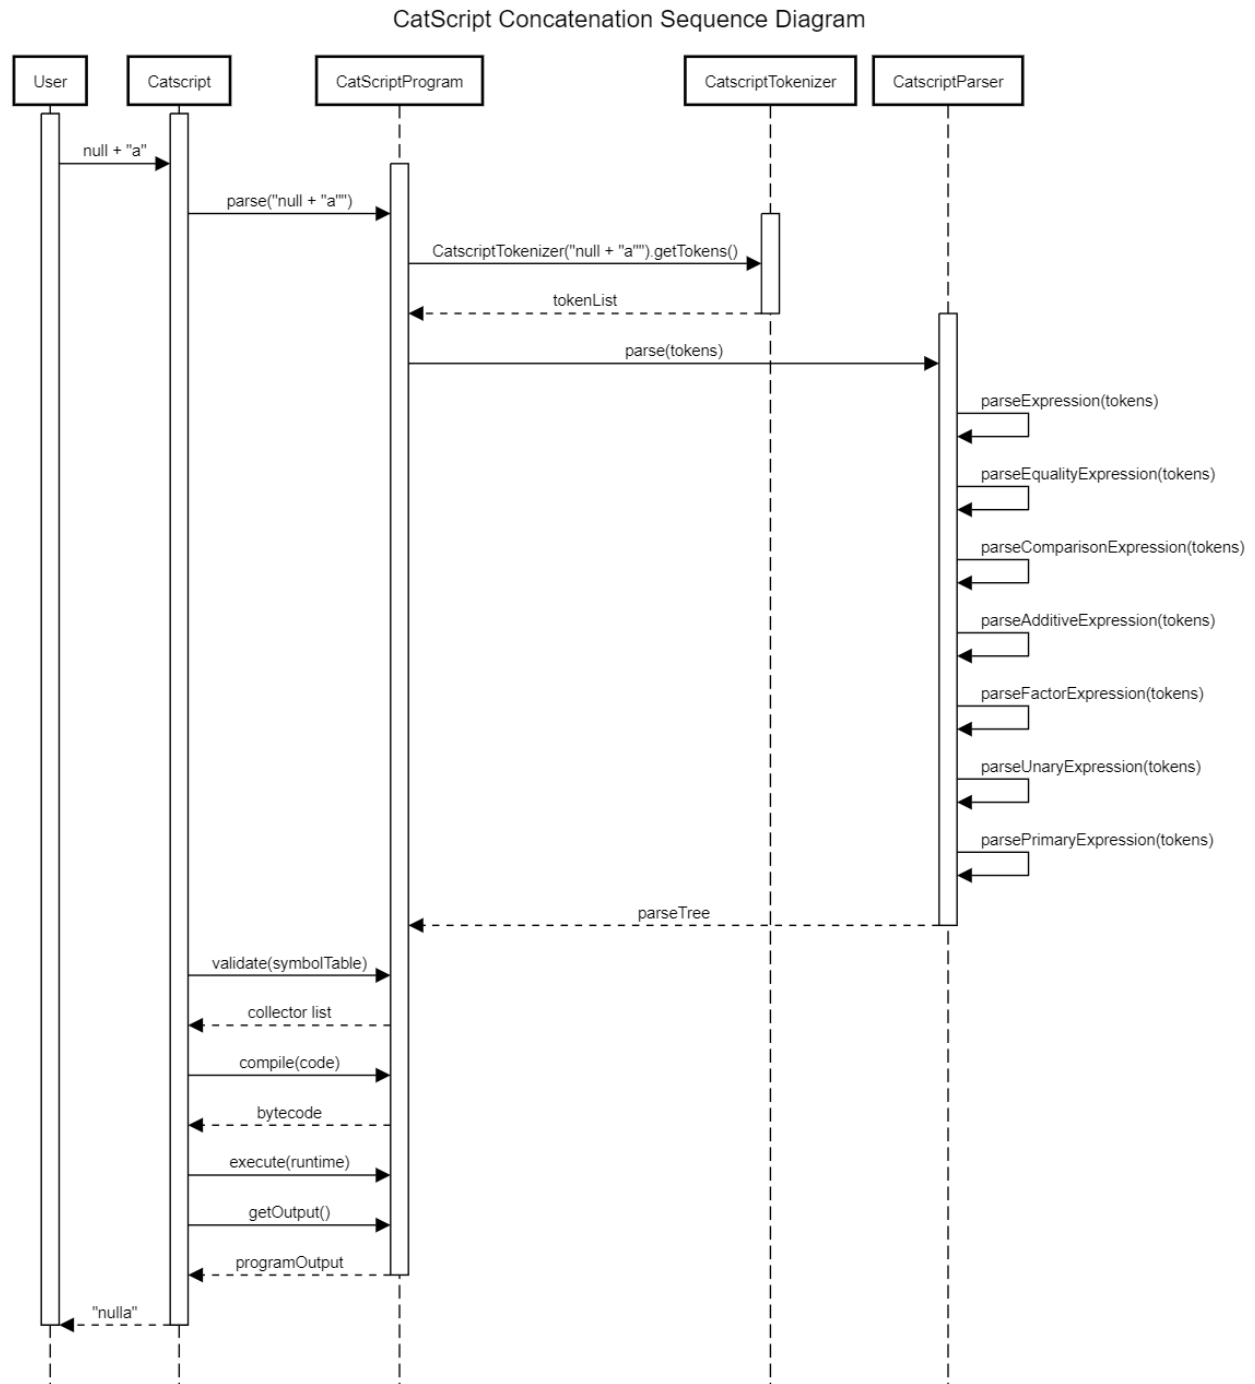 CatScript Concatenation Sequence Diagram
User
Catscript
CatScriptProgram
CatscriptTokenizer
CatscriptParser
null + "a"
parse("null + "a"")
CatscriptTokenizer("null + "a"").getTokens()
tokenList
parse(tokens)
parseExpression(tokens)
parseEqualityExpression(tokens)
parseComparisonExpression(tokens)
parseAdditiveExpression(tokens)
parseFactorExpression(tokens)
parseUnaryExpression(tokens)
parsePrimaryExpression(tokens)
parseTree
validate(symbolTable)
collector list
compile(code)
bytecode
execute(runtime)
getOutput()
programOutput
"nulla"